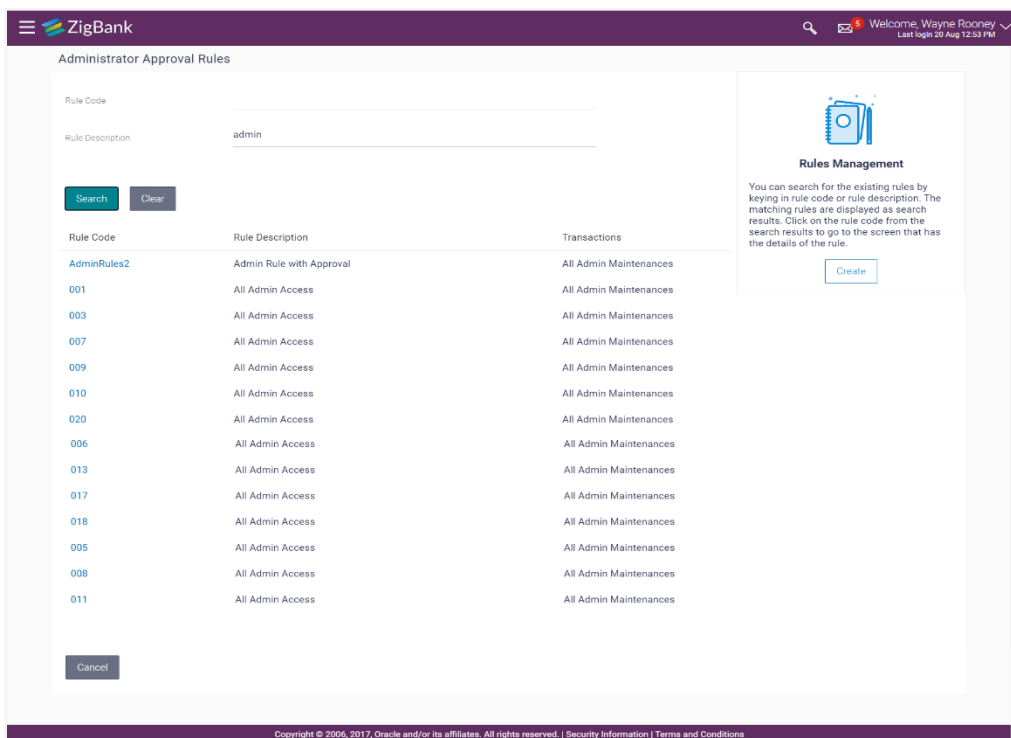 ZigBank
5
Welcome, Wayne Rooney
Last login 20 Aug 12:53 PM
Administrator Approval Rules
Rule Code
Rule Description admin
Search Clear
Rule Code Rule Description Transactions
AdminRules2 Admin Rule with Approval All Admin Maintenances
001 All Admin Access All Admin Maintenances
003 All Admin Access All Admin Maintenances
007 All Admin Access All Admin Maintenances
009 All Admin Access All Admin Maintenances
010 All Admin Access All Admin Maintenances
020 All Admin Access All Admin Maintenances
006 All Admin Access All Admin Maintenances
013 All Admin Access All Admin Maintenances
017 All Admin Access All Admin Maintenances
018 All Admin Access All Admin Maintenances
005 All Admin Access All Admin Maintenances
008 All Admin Access All Admin Maintenances
011 All Admin Access All Admin Maintenances
Cancel
Rules Management
You can search for the existing rules by
keying in rule code or rule description. The
matching rules are displayed as search
results. Click on the rule code from the
search results to go to the screen that has
the details of the rule.
Create
Copyright © 2006, 2017, Oracle and/or its affiliates. All rights reserved. | Security Information | Terms and Conditions